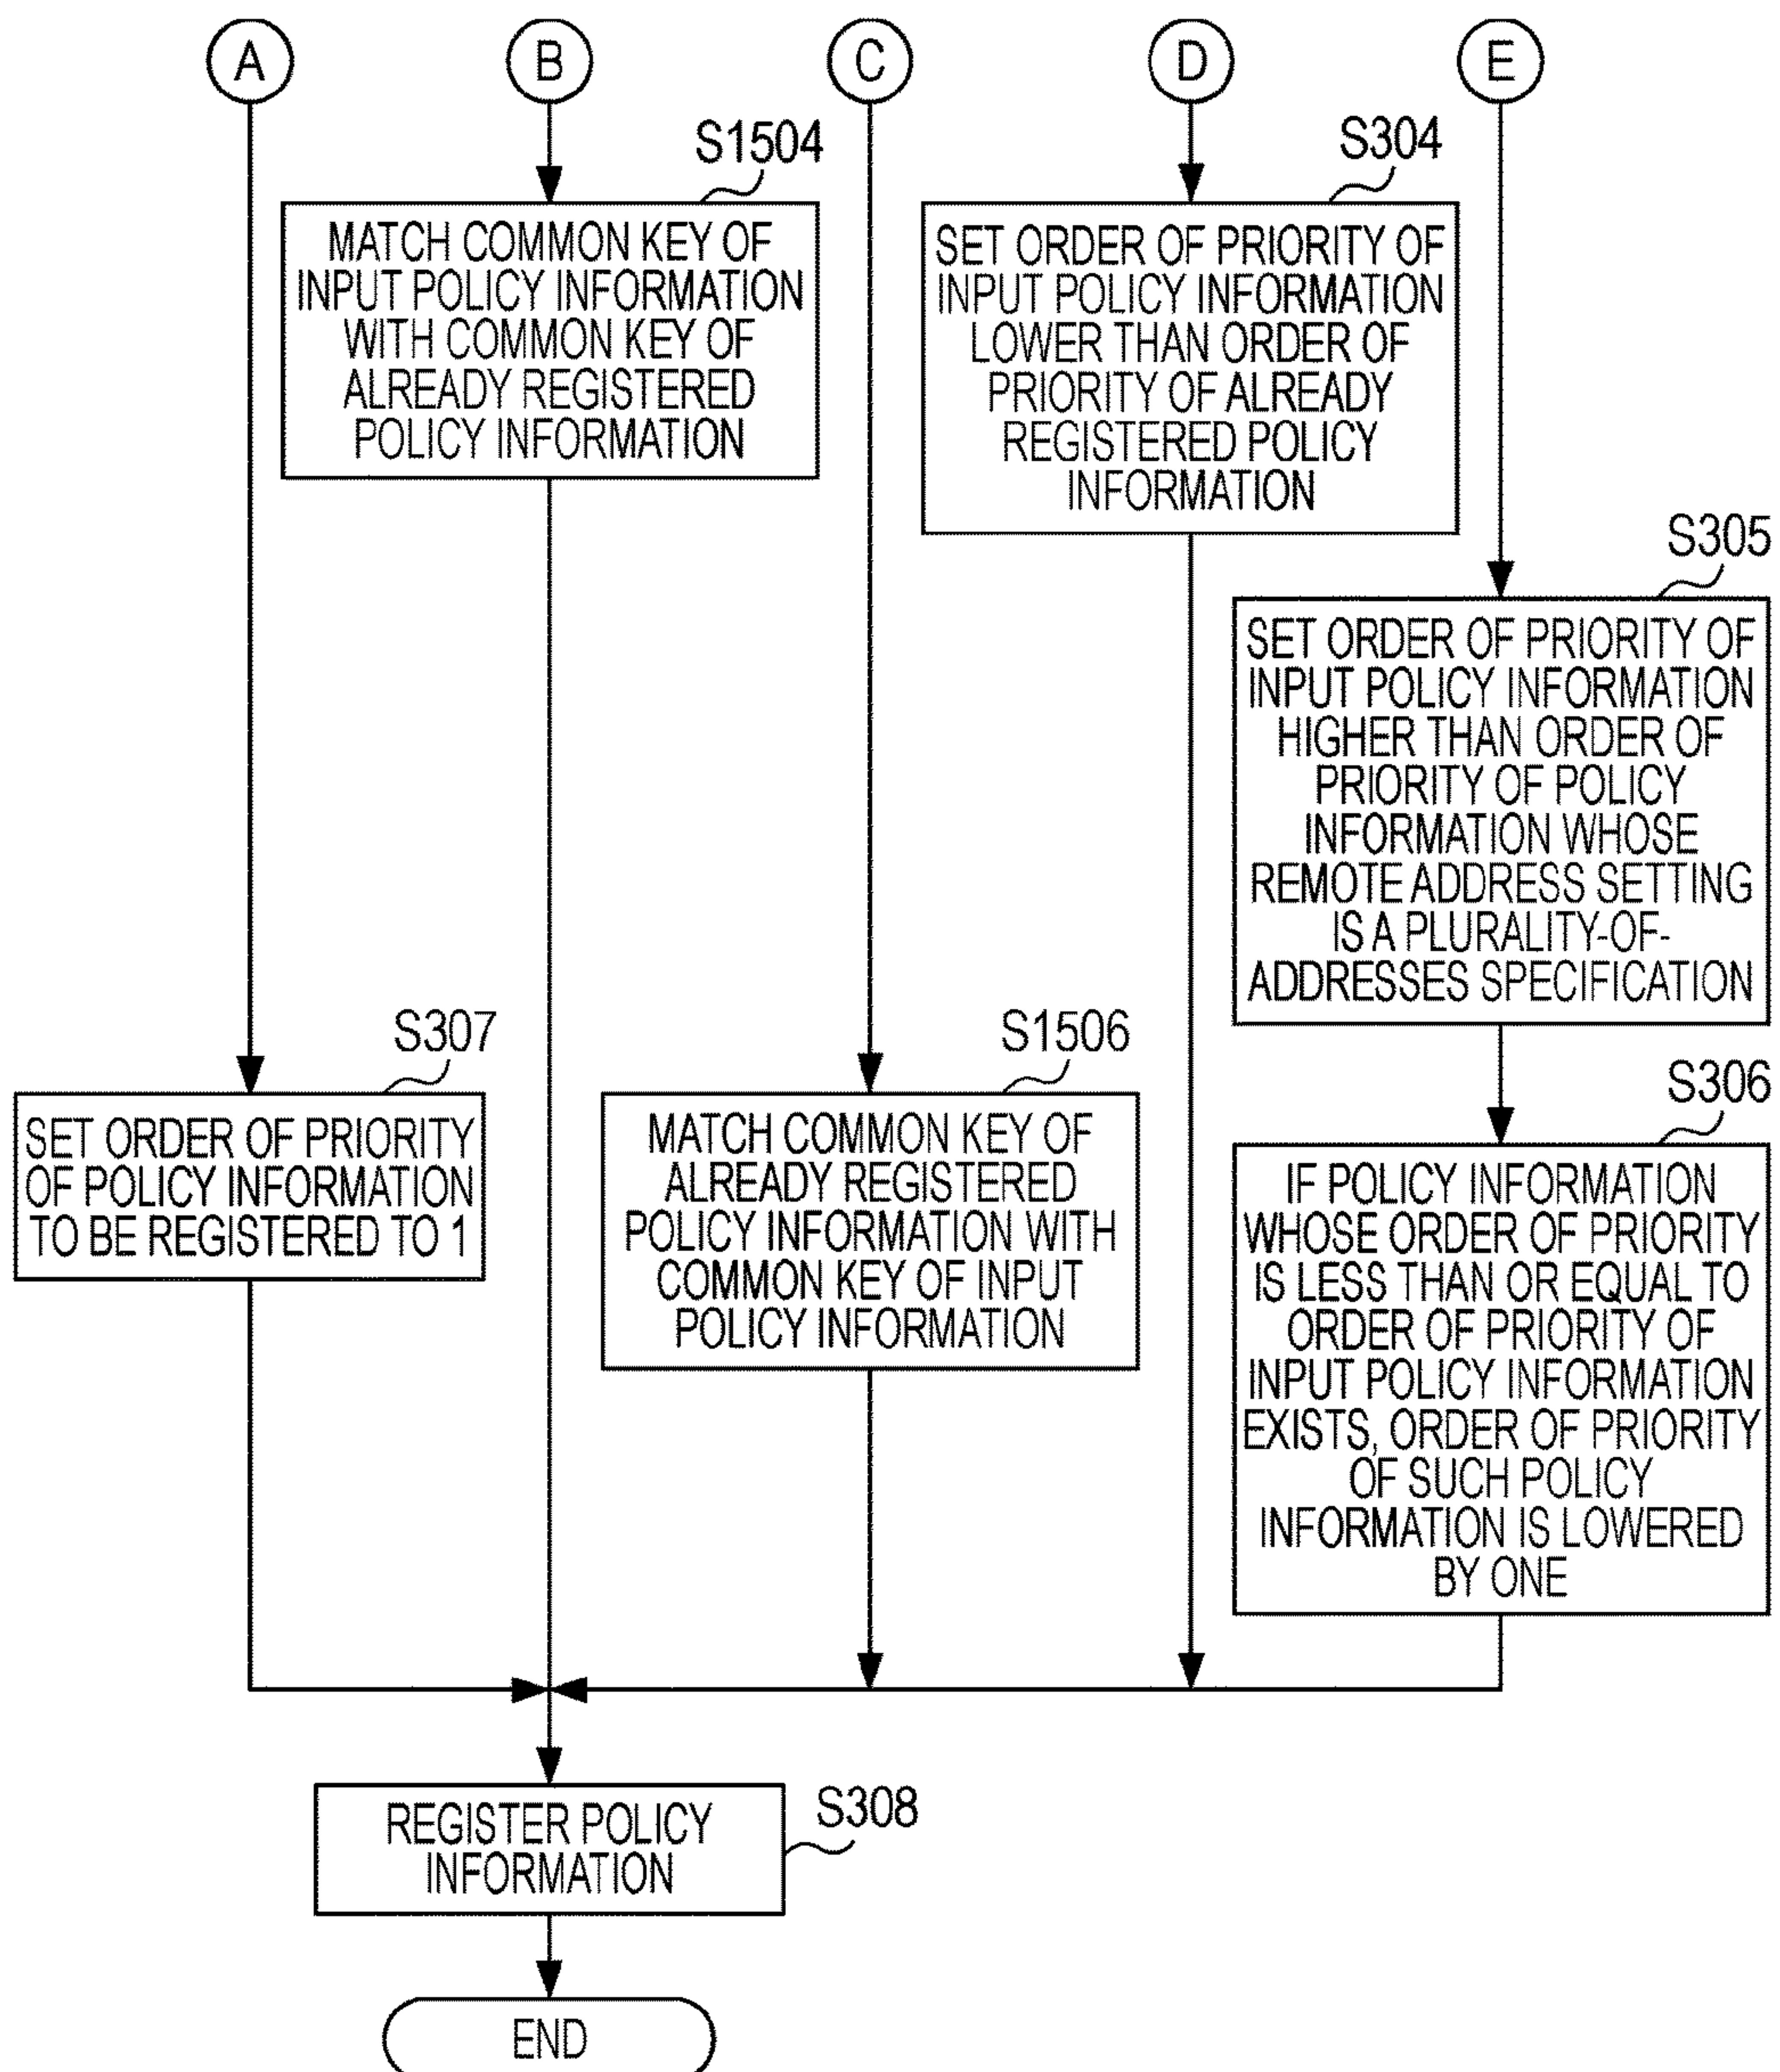 A
B
C
D
E
S1504
MATCH COMMON KEY OF
INPUT POLICY INFORMATION
WITH COMMON KEY OF
ALREADY REGISTERED
POLICY INFORMATION
S304
SET ORDER OF PRIORITY OF
INPUT POLICY INFORMATION
LOWER THAN ORDER OF
PRIORITY OF ALREADY
REGISTERED POLICY
INFORMATION
S305
SET ORDER OF PRIORITY OF
INPUT POLICY INFORMATION
HIGHER THAN ORDER OF
PRIORITY OF POLICY
INFORMATION WHOSE
REMOTE ADDRESS SETTING
IS A PLURALITY-OF-
ADDRESSES SPECIFICATION
S307
SET ORDER OF PRIORITY
OF POLICY INFORMATION
TO BE REGISTERED TO 1
S1506
MATCH COMMON KEY OF
ALREADY REGISTERED
POLICY INFORMATION WITH
COMMON KEY OF INPUT
POLICY INFORMATION
S306
IF POLICY INFORMATION
WHOSE ORDER OF PRIORITY
IS LESS THAN OR EQUAL TO
ORDER OF PRIORITY OF
INPUT POLICY INFORMATION
EXISTS, ORDER OF PRIORITY
OF SUCH POLICY
INFORMATION IS LOWERED
BY ONE
S308
REGISTER POLICY
INFORMATION
END